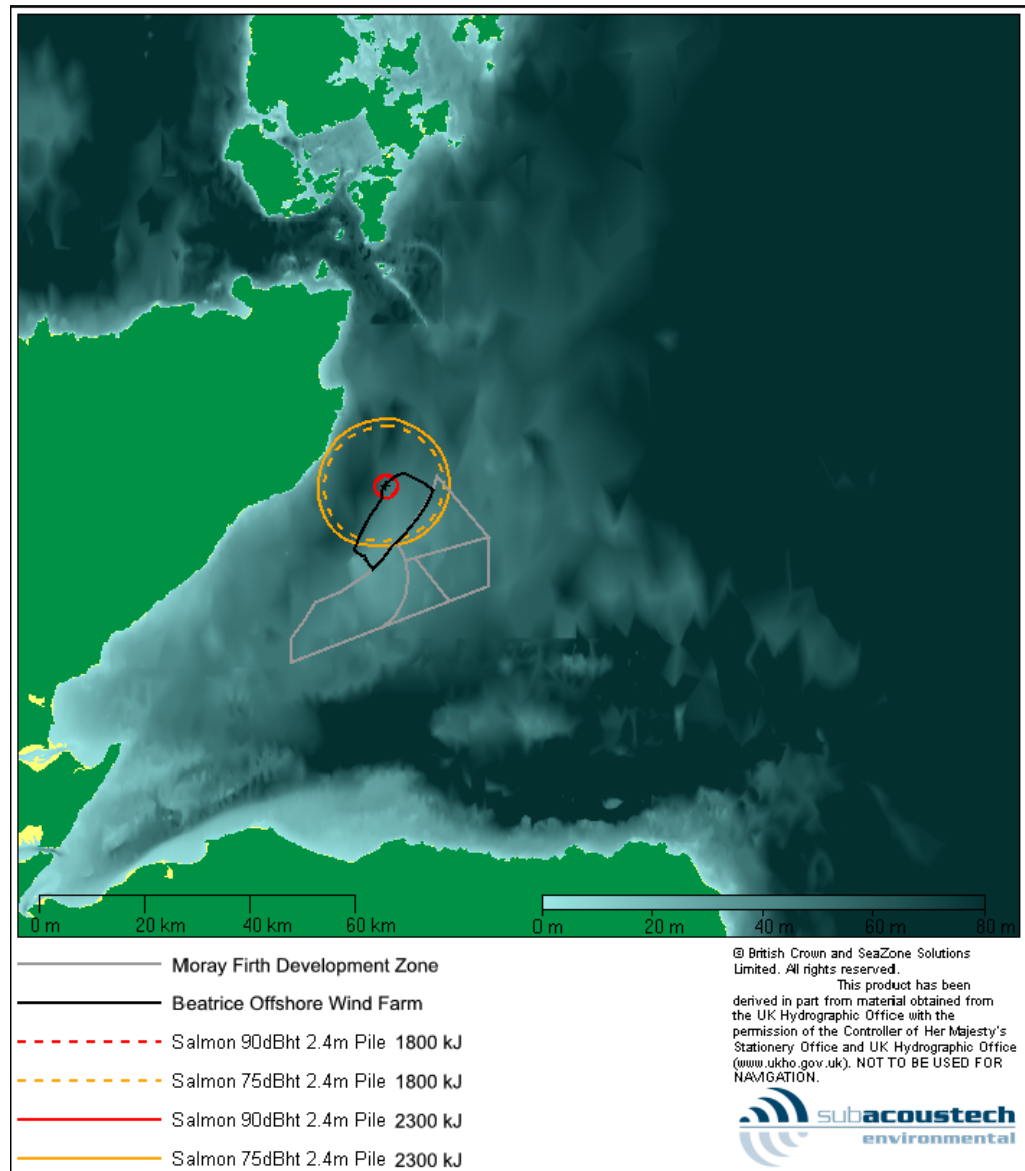 0 m 20 km 40 km 60 km
0 m 20 m 40 m 60 m 80 m
Moray Firth Development Zone
Beatrice Offshore Wind Farm
Salmon 90dBht 2.4m Pile 1800 kJ
Salmon 75dBht 2.4m Pile 1800 kJ
Salmon 90dBht 2.4m Pile 2300 kJ
Salmon 75dBht 2.4m Pile 2300 kJ
© British Crown and SeaZone Solutions
Limited. All rights reserved.
This product has been
derived in part from material obtained from
the UK Hydrographic Office with the
permission of the Controller of Her Majesty's
Stationery Office and UK Hydrographic Office
(www.ukho.gov.uk). NOT TO BE USED FOR
NAVIGATION.
subacoustech
environmental